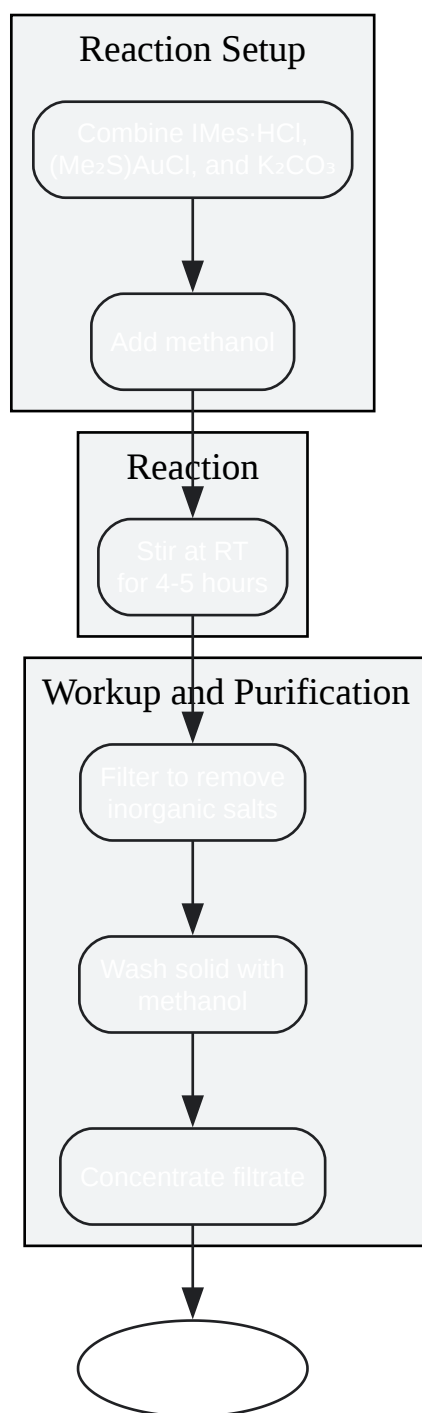 Reaction Setup
Combine IMes·HCl,
(Me₂S)AuCl, and K₂CO₃
Add methanol
Reaction
Stir at RT
for 4-5 hours
Workup and Purification
Filter to remove
inorganic salts
Wash solid with
methanol
Concentrate filtrate